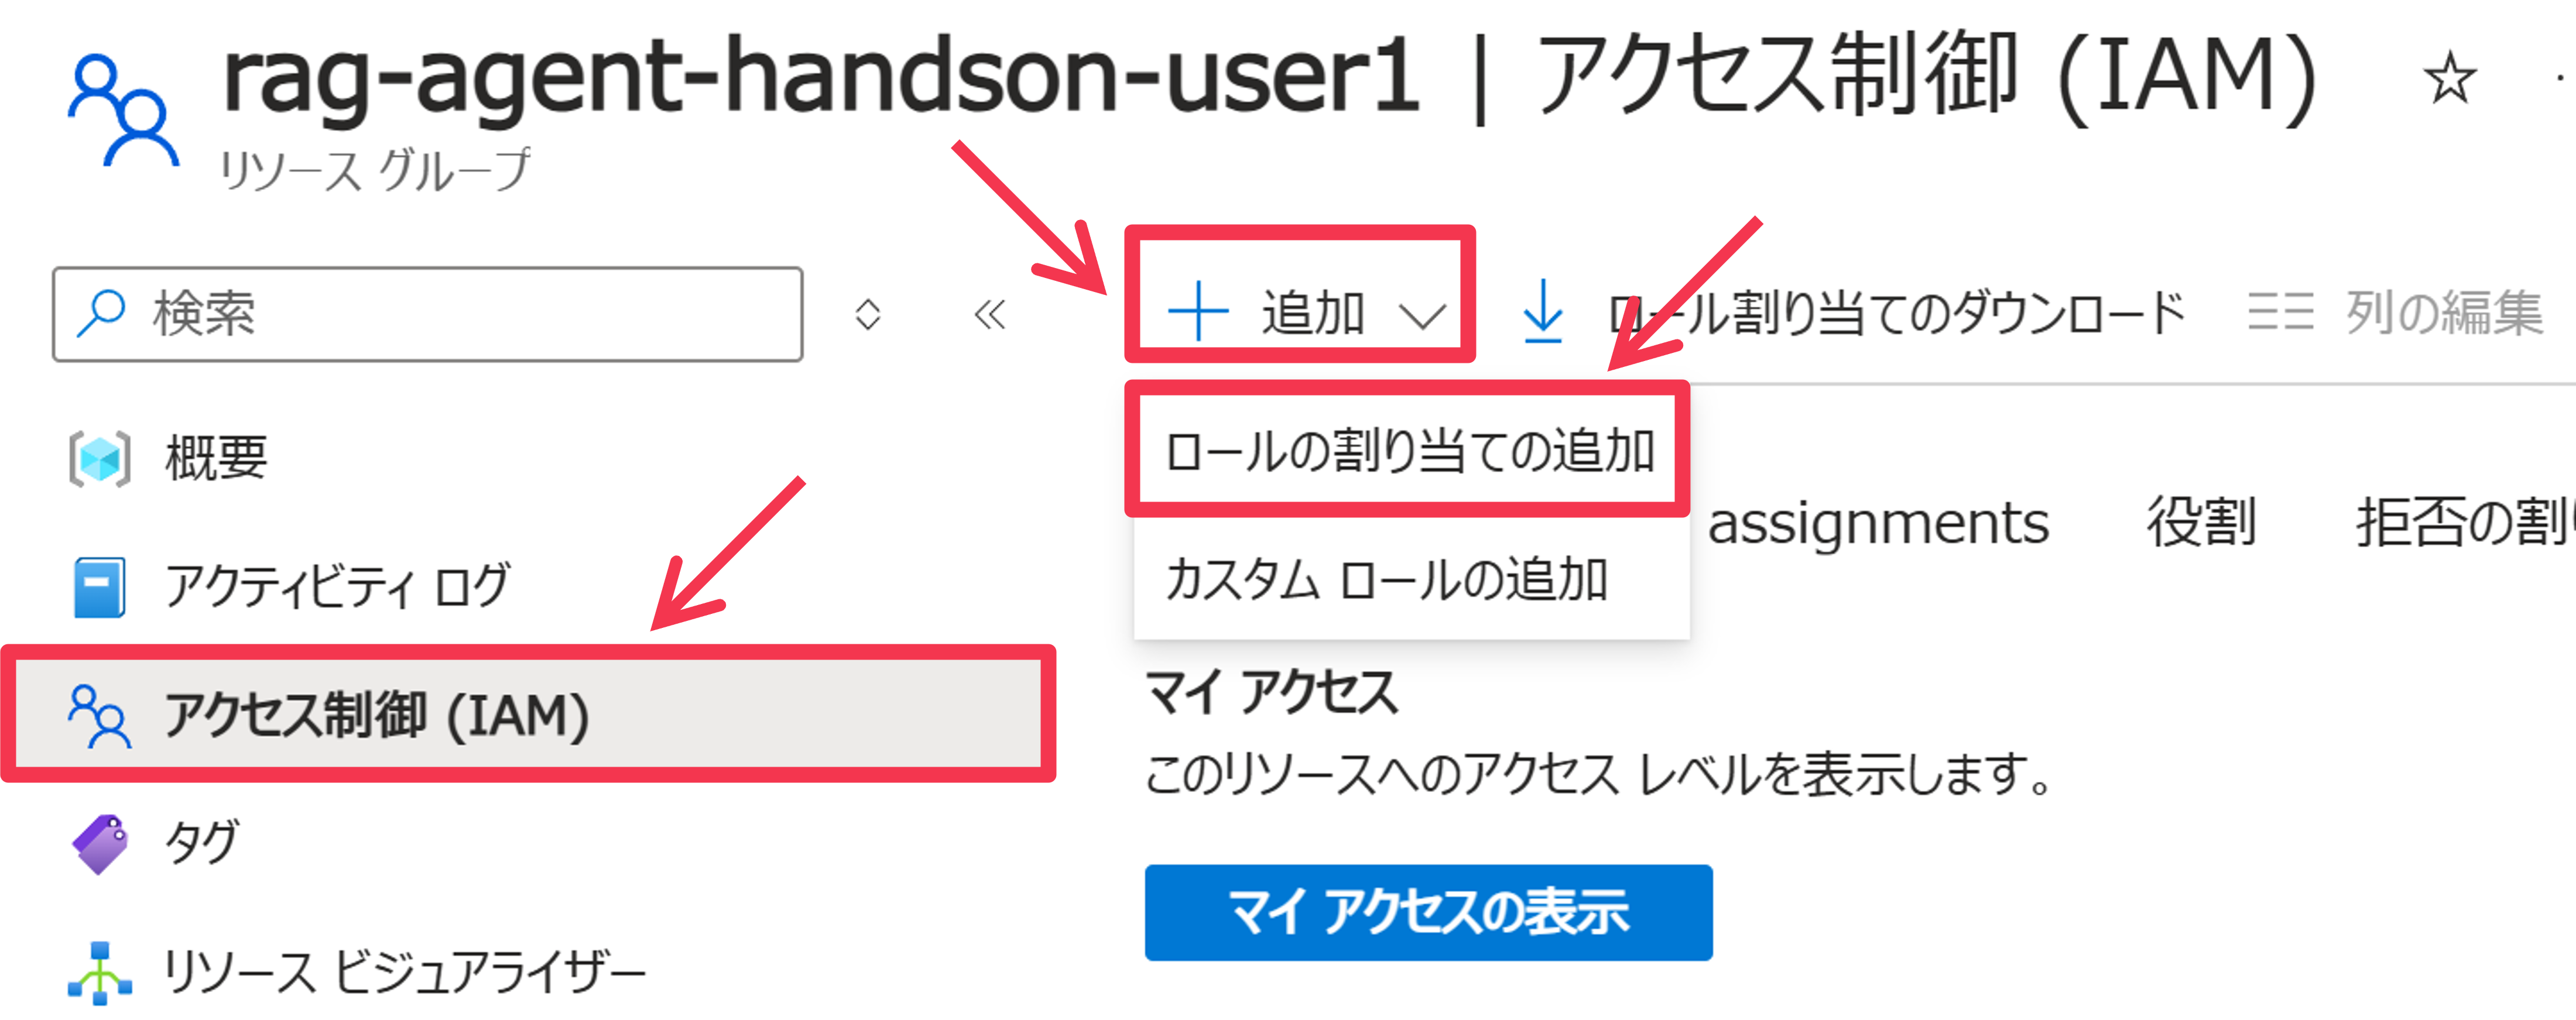 rag-agent-handson-user1 | アクセス制御 (IAM)
リソース グループ
検索
追加
ロール割り当てのダウンロード
列の編集
概要
アクティビティ ログ
アクセス制御 (IAM)
タグ
リソース ビジュアライザー
ロールの割り当ての追加
カスタム ロールの追加
assignments 役割 拒否の割
マイ アクセス
このリソースへのアクセス レベルを表示します。
マイ アクセスの表示